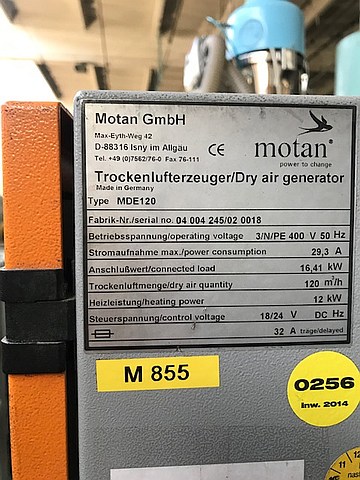 Motan GmbH
Max-Eyth-Weg 42
D-88316 Isny im Allgäu
Tel. +49 (0)7562/76-0 Fax 76-111
CE
motan®
power to change
Trockenlufterzeuger/Dry air generator
Made in Germany
Type MDE120
Fabrik-Nr./serial no. 04 004 245/02 0018
Betriebsspannung/operating voltage 3/N/PE 400 V 50 Hz
Stromaufnahme max./power consumption 29,3 A
Anschlußwert/connected load 16,41 kW
Trockenluftmenge/dry air quantity 120 m³/h
Heizleistung/heating power 12 kW
Steuerspannung/control voltage 18/24 V DC Hz
32 A träge/delayed
M 855
0256
Inw. 2014
11 12